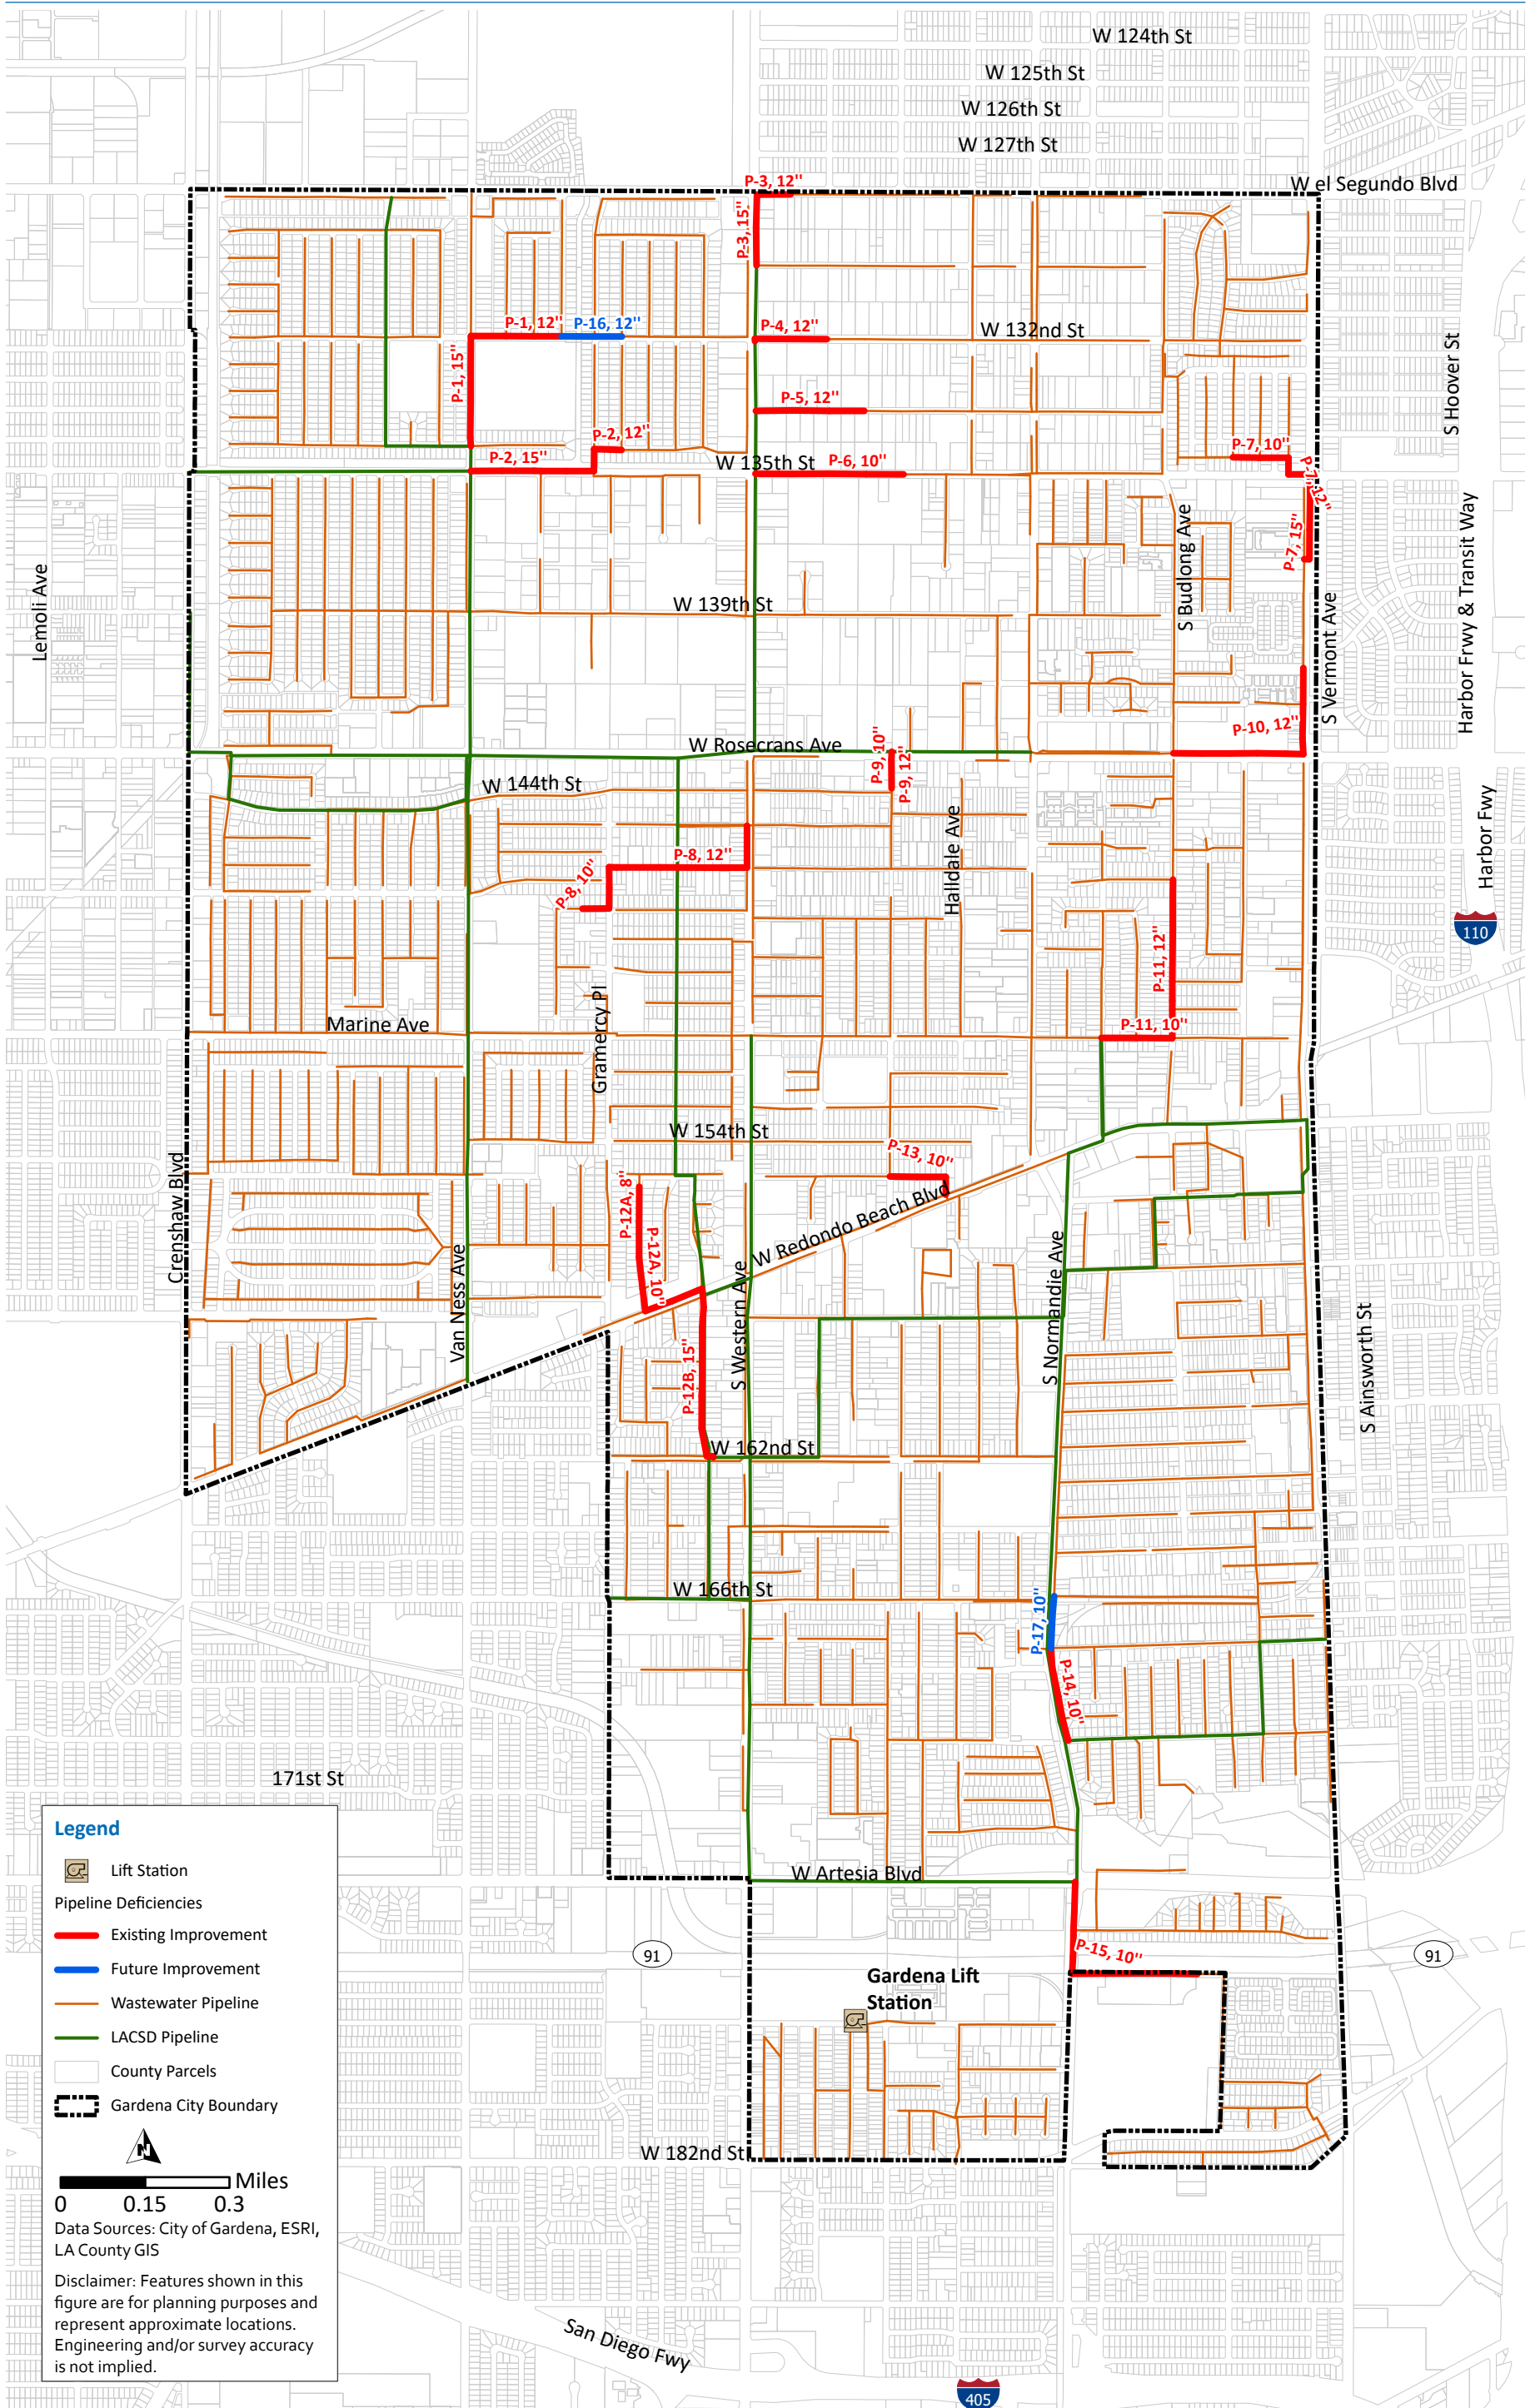 W 124th St
W 125th St
W 126th St
W 127th St
P-3, 12"
W el Segundo Blvd
P-3, 15"
P-1, 12"
P-16, 12"
P-4, 12"
W 132nd St
P-1, 15"
S Hoover St
P-5, 12"
P-2, 12"
P-7, 10"
P-2, 15"
W 135th St
P-6, 10"
P-7, 12"
P-7, 15"
S Budlong Ave
Harbor Frwy & Transit Way
Lemoli Ave
W 139th St
S Vermont Ave
P-10, 12"
W Rosecrans Ave
P-9, 10"
P-9, 12"
W 144th St
Halldale Ave
Harbor Fwy
P-8, 12"
P-8, 10"
110
P-11, 12"
Gramercy Pl
Marine Ave
P-11, 10"
W 154th St
P-13, 10"
Crenshaw Blvd
P-12A, 8"
W Redondo Beach Blvd
P-12A, 10"
Van Ness Ave
S Western Ave
S Normandie Ave
S Ainsworth St
P-12B, 15"
W 162nd St
W 166th St
P-17, 10"
P-14, 10"
171st St
W Artesia Blvd
P-15, 10"
91
91
Gardena Lift
Station
W 182nd St
San Diego Fwy
405
Legend
Lift Station
Pipeline Deficiencies
Existing Improvement
Future Improvement
Wastewater Pipeline
LACSD Pipeline
County Parcels
Gardena City Boundary
N
Miles
0 0.15 0.3
Data Sources: City of Gardena, ESRI,
LA County GIS
Disclaimer: Features shown in this
figure are for planning purposes and
represent approximate locations.
Engineering and/or survey accuracy
is not implied.